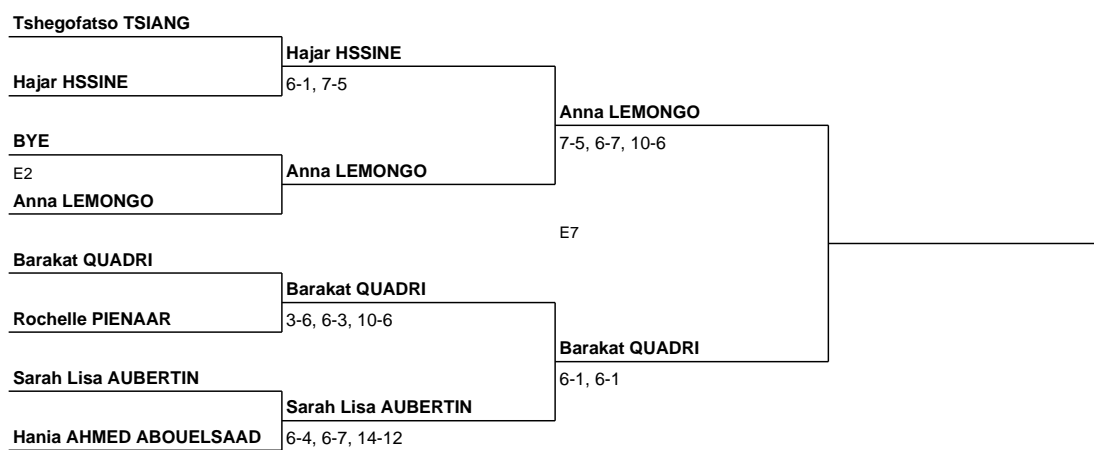 Tshegofatso TSIANG
Hajar HSSINE
Hajar HSSINE
6-1, 7-5
Anna LEMONGO
7-5, 6-7, 10-6
BYE
E2
Anna LEMONGO
Anna LEMONGO
E7
Barakat QUADRI
Barakat QUADRI
Rochelle PIENAAR
3-6, 6-3, 10-6
Barakat QUADRI
6-1, 6-1
Sarah Lisa AUBERTIN
Sarah Lisa AUBERTIN
Hania AHMED ABOUELSAAD
6-4, 6-7, 14-12